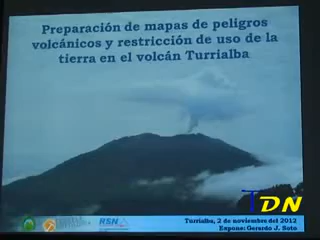 Preparación de mapas de peligros
volcánicos y restricción de uso de la
tierra en el volcán Turrialba
TDN
RSN
Turrialba, 2 de noviembre del 2012
Expone: Gerardo J. Soto